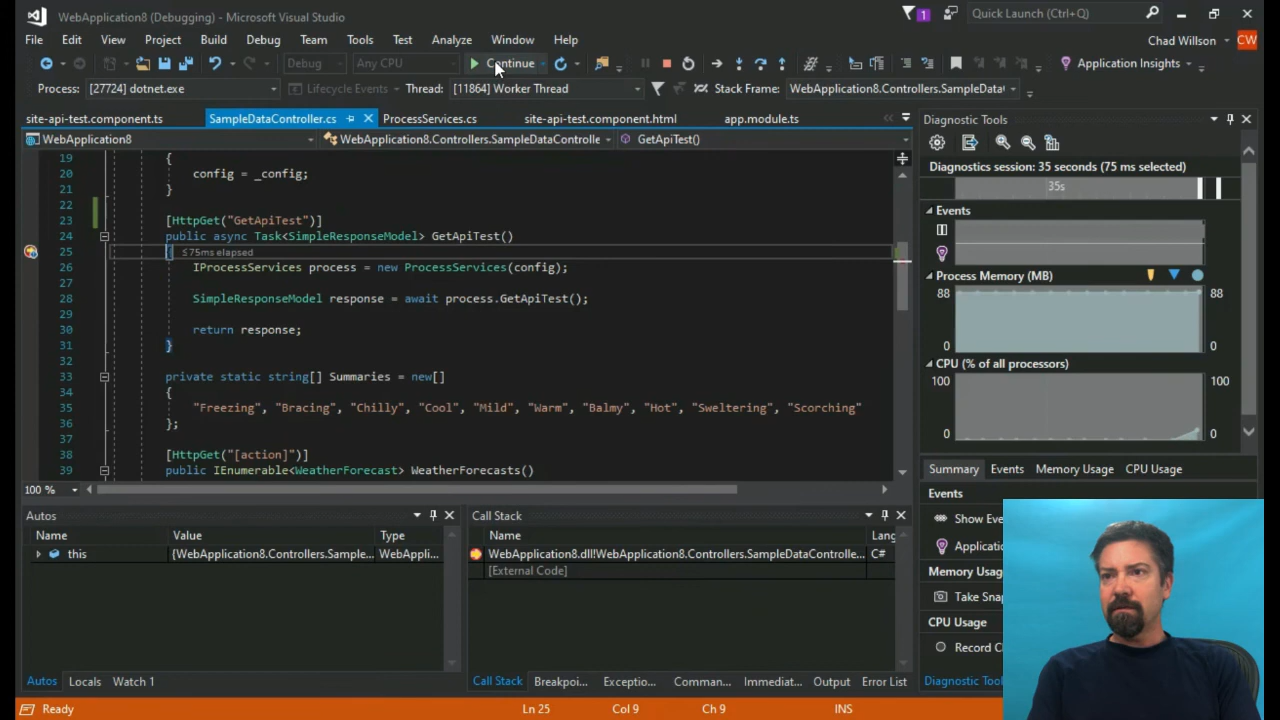 WebApplication8 (Debugging) - Microsoft Visual Studio
1
Quick Launch (Ctrl+Q)
File Edit View Project Build Debug Team Tools Test Analyze Window Help
Chad Willson CW
Debug Any CPU Continue Application Insights
Process: [27724] dotnet.exe Lifecycle Events Thread: [11864] Worker Thread Stack Frame: WebApplication8.Controllers.SampleData
site-api-test.component.ts SampleDataController.cs ProcessServices.cs site-api-test.component.html app.module.ts
WebApplication8 WebApplication8.Controllers.SampleDataControlle GetApiTest()
19 {
20 config = _config;
21 }
22
23 [HttpGet("GetApiTest")]
24 public async Task<SimpleResponseModel> GetApiTest()
25 { ≤75ms elapsed
26 IProcessServices process = new ProcessServices(config);
27
28 SimpleResponseModel response = await process.GetApiTest();
29
30 return response;
31 }
32
33 private static string[] Summaries = new[]
34 {
35 "Freezing", "Bracing", "Chilly", "Cool", "Mild", "Warm", "Balmy", "Hot", "Sweltering", "Scorching"
36 };
37
38 [HttpGet("[action]")]
39 public IEnumerable<WeatherForecast> WeatherForecasts()
100 %
Diagnostic Tools
Diagnostics session: 35 seconds (75 ms selected)
35s
Events
Process Memory (MB)
88 88
0 0
CPU (% of all processors)
100 100
0 0
Summary Events Memory Usage CPU Usage
Events
Show Eve
Applicatio
Memory Usag
Take Snap
CPU Usage
Record C
Diagnostic Tool
Autos
Name Value Type
this {WebApplication8.Controllers.Sample... WebAppli...
Autos Locals Watch 1
Call Stack
Name Lang
WebApplication8.dll!WebApplication8.Controllers.SampleDataControlle... C#
[External Code]
Call Stack Breakpoi... Exceptio... Comman... Immediat... Output Error List
Ready Ln 25 Col 9 Ch 9 INS